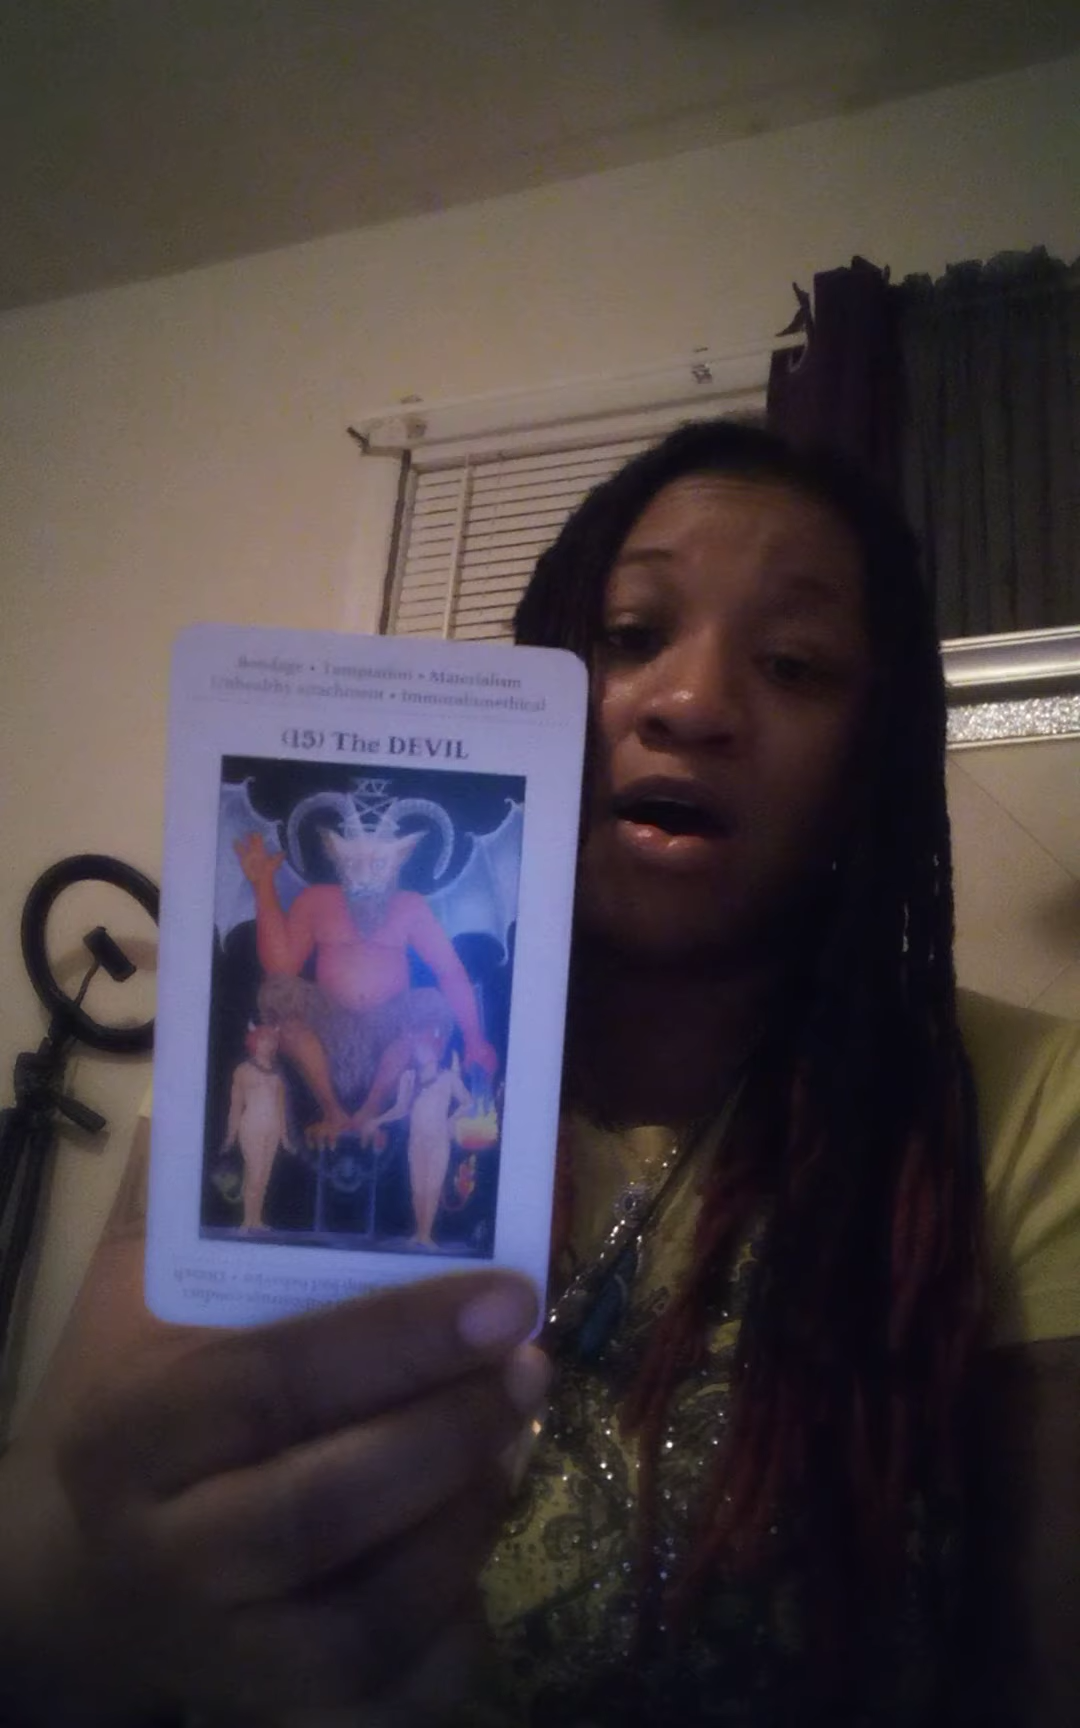 Bondage • Temptation • Materialism
Unhealthy attachment • Immoral/unethical
(15) The DEVIL
XV